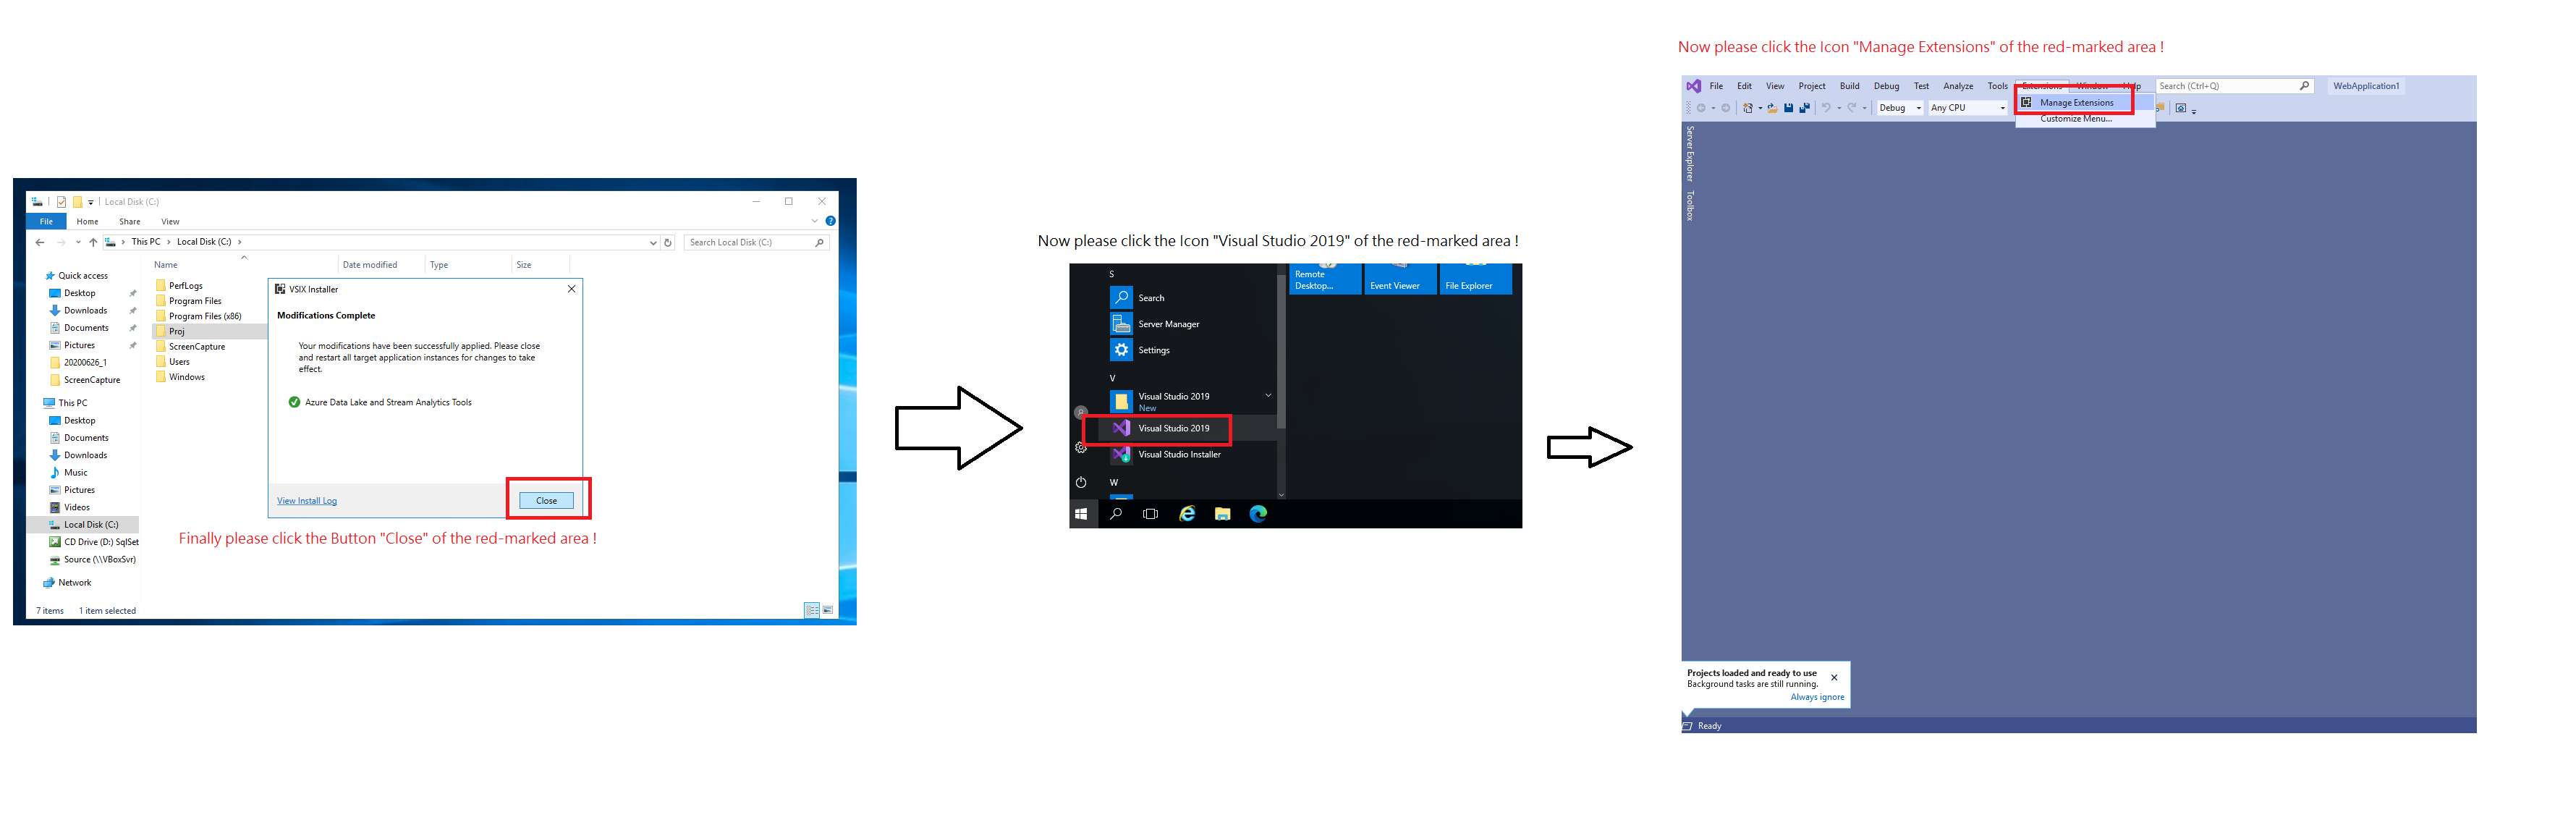 Local Disk (C:)
File Home Share View
This PC > Local Disk (C:) >
Search Local Disk (C:)
Name Date modified Type Size
Quick access
Desktop
Downloads
Documents
Pictures
20200626_1
ScreenCapture
This PC
Desktop
Documents
Downloads
Music
Pictures
Videos
Local Disk (C:)
CD Drive (D:) SqlSet
Source (\\VBoxSvr)
Network
7 items 1 item selected
PerfLogs
Program Files
Program Files (x86)
Proj
ScreenCapture
Users
Windows
VSIX Installer
Modifications Complete
Your modifications have been successfully applied. Please close
and restart all target application instances for changes to take
effect.
Azure Data Lake and Stream Analytics Tools
View Install Log
Close
Finally please click the Button "Close" of the red-marked area !
Now please click the Icon "Visual Studio 2019" of the red-marked area !
S
Search
Server Manager
Settings
V
Visual Studio 2019
New
Visual Studio 2019
Visual Studio Installer
W
Remote
Desktop...
Event Viewer
File Explorer
Now please click the Icon "Manage Extensions" of the red-marked area !
File Edit View Project Build Debug Test Analyze Tools Extensions Window Help Search (Ctrl+Q) WebApplication1
Debug Any CPU
Manage Extensions
Customize Menu...
Server Explorer
Toolbox
Projects loaded and ready to use
Background tasks are still running.
Always ignore
Ready